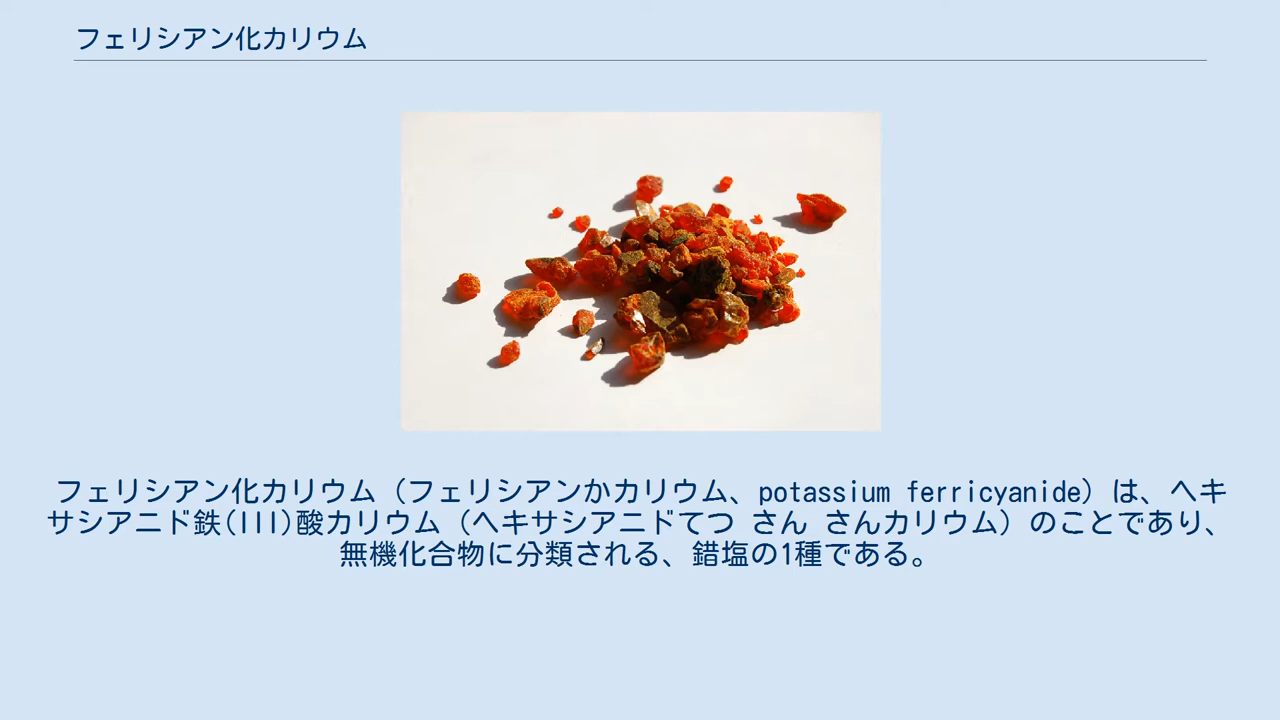 フェリシアン化カリウム
フェリシアン化カリウム（フェリシアンかカリウム、potassium ferricyanide）は、ヘキ
サシアニド鉄(III)酸カリウム（ヘキサシアニドてつ さん さんカリウム）のことであり、
無機化合物に分類される、錯塩の1種である。